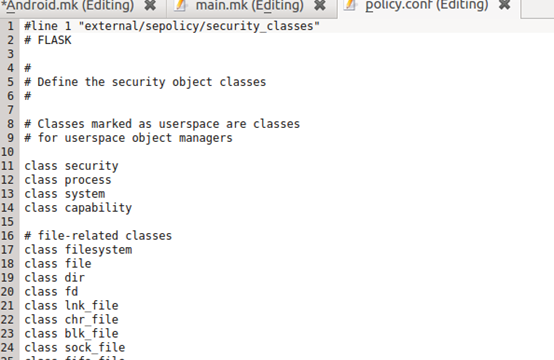 *Android.mk (Editing) main.mk (Editing) policy.conf (Editing)
1 #line 1 "external/sepolicy/security_classes"
2 # FLASK
3
4 #
5 # Define the security object classes
6 #
7
8 # Classes marked as userspace are classes
9 # for userspace object managers
10
11 class security
12 class process
13 class system
14 class capability
15
16 # file-related classes
17 class filesystem
18 class file
19 class dir
20 class fd
21 class lnk_file
22 class chr_file
23 class blk_file
24 class sock_file
25 class fifo_file